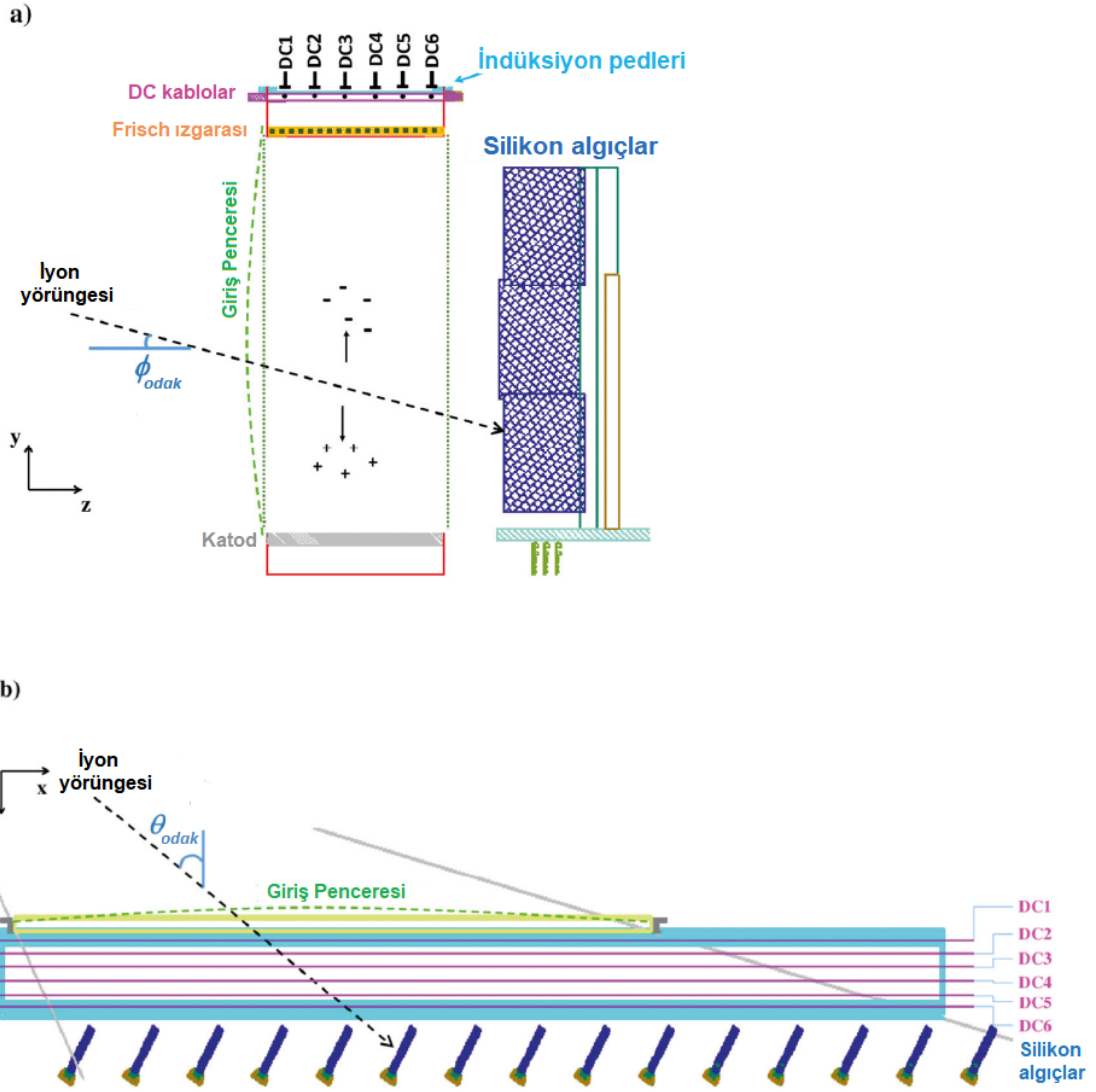 a)
DC1
DC2
DC3
DC4
DC5
DC6
İndüksiyon pedleri
DC kablolar
Frisch ızgarası
Silikon algıçlar
Giriş Penceresi
İyon
yörüngesi
ϕodak
y
z
Katod
b)
x
İyon
yörüngesi
θodak
Giriş Penceresi
DC1
DC2
DC3
DC4
DC5
DC6
Silikon
algıçlar